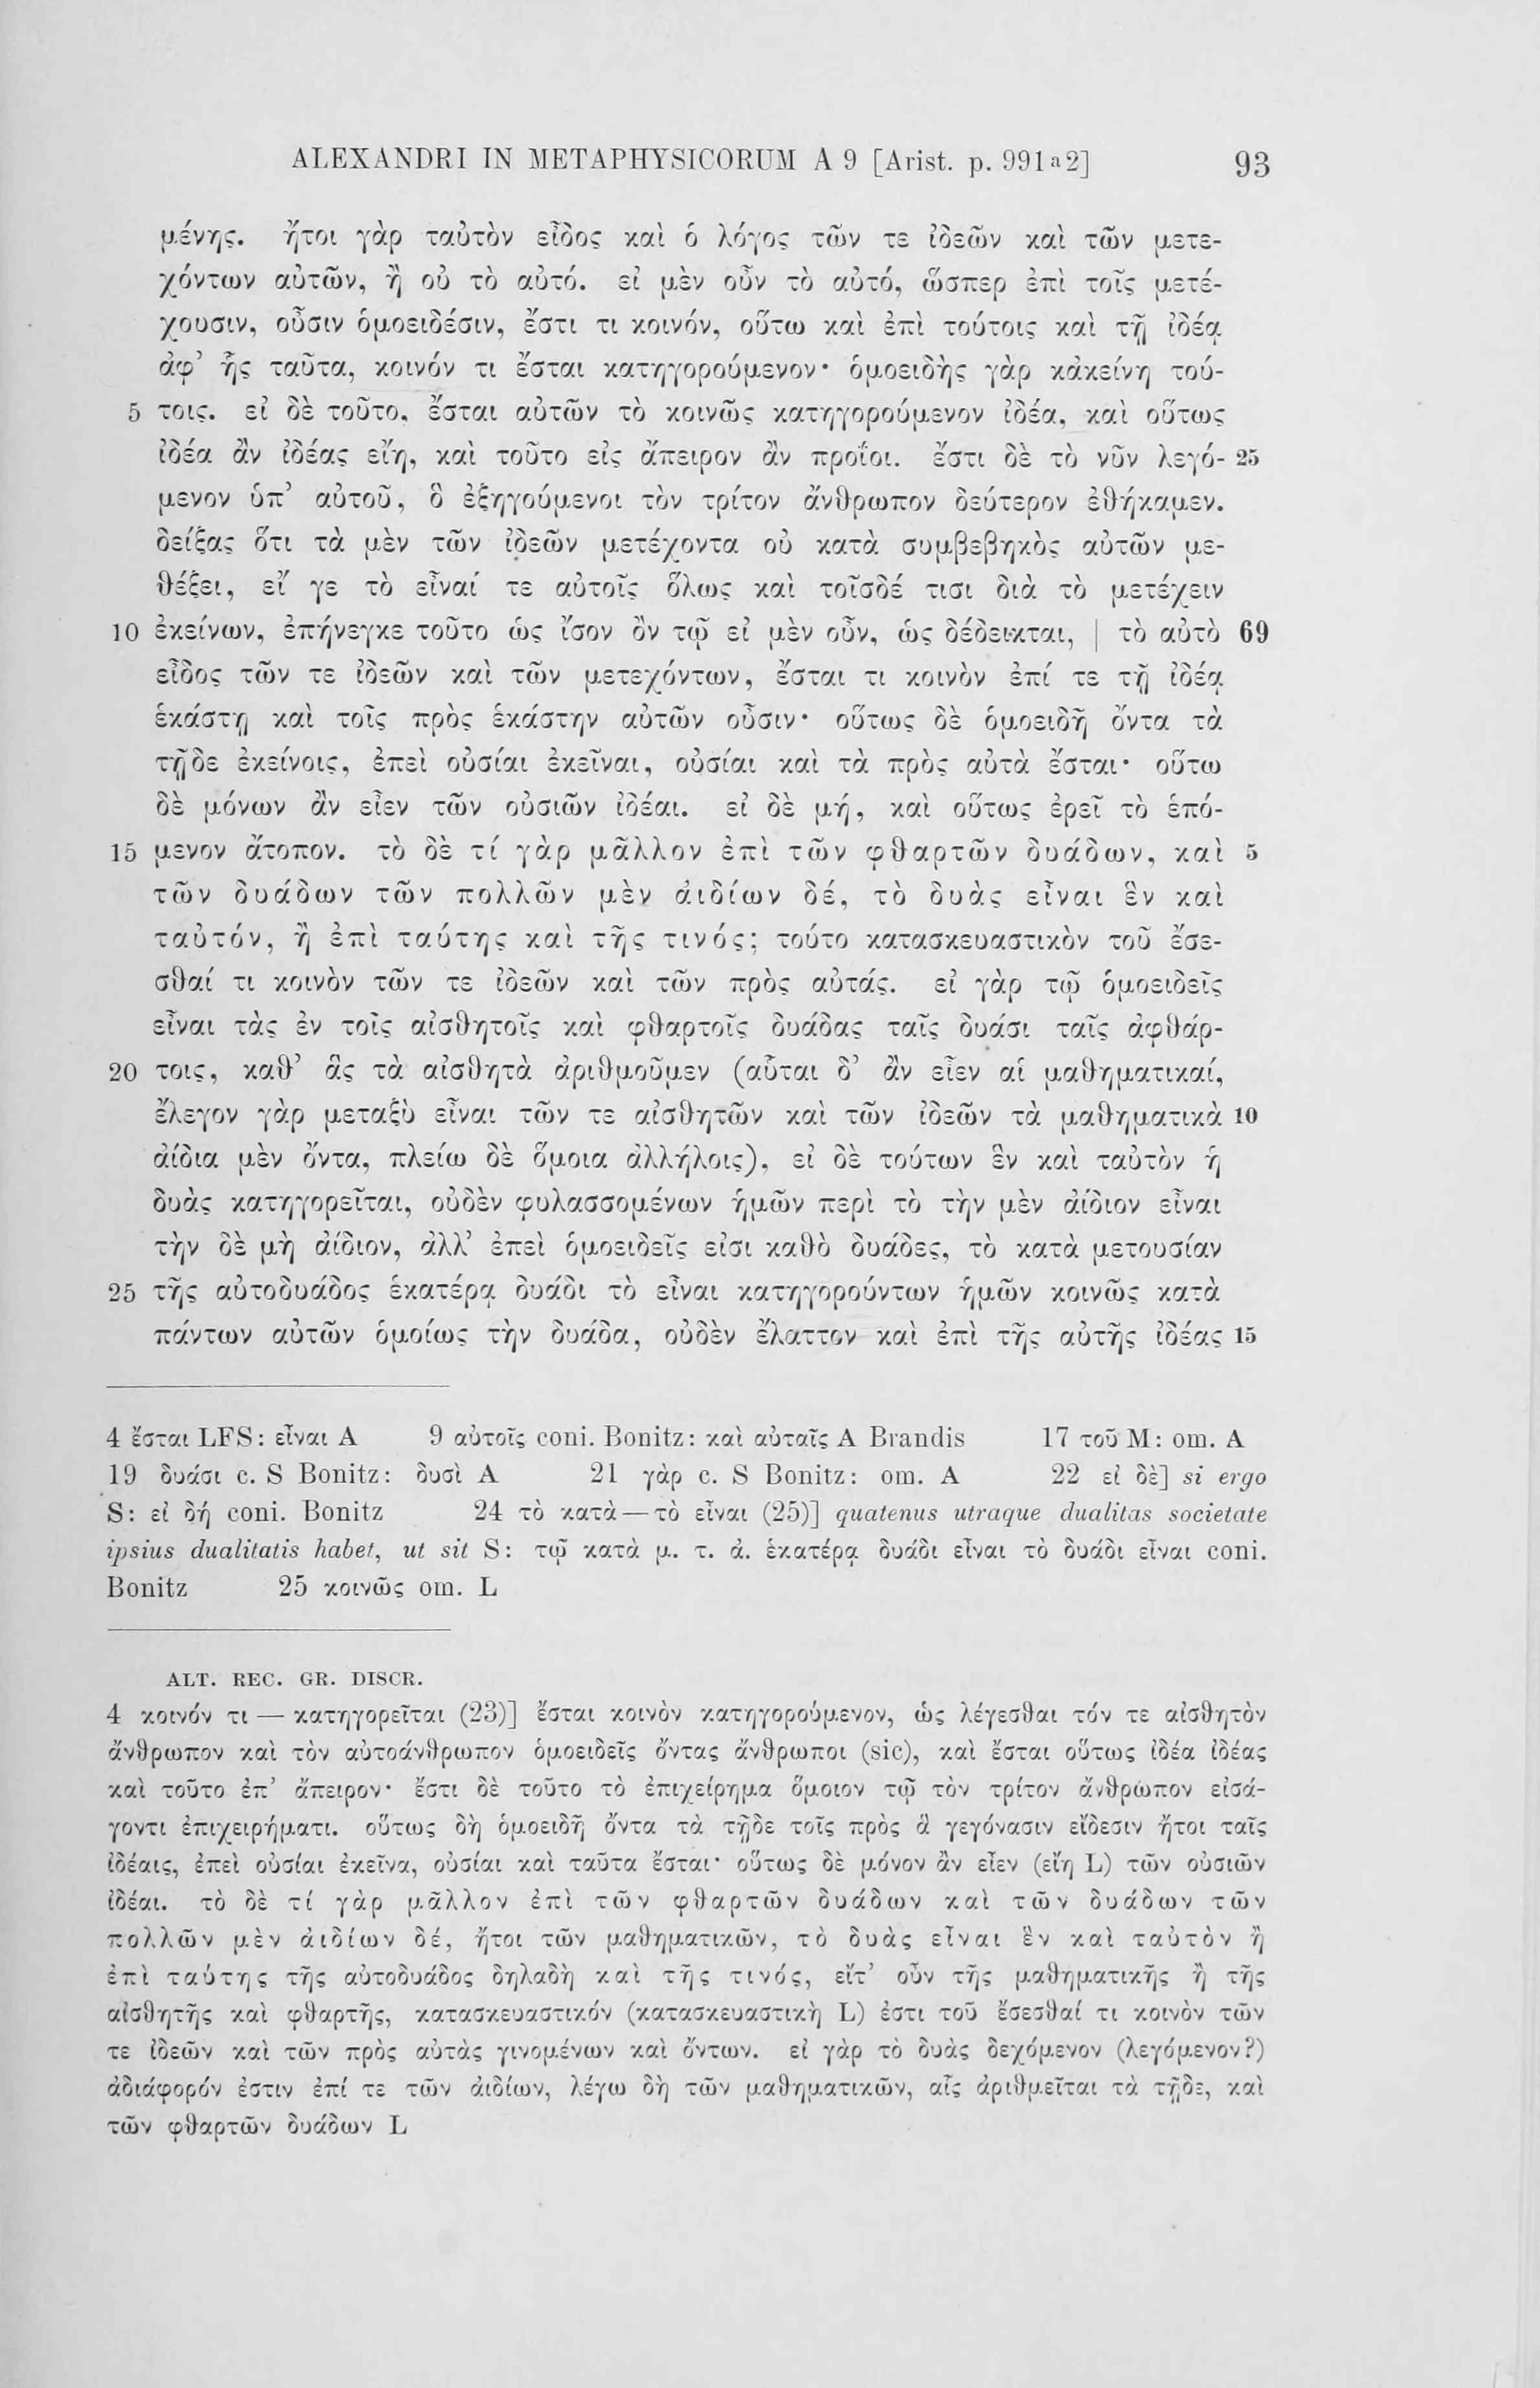 ALEXANDRI IN METAPHYSICORUM A 9 [Arist. p. 991ª2] 93
μένης. ἤτοι γὰρ ταὐτὸν εἶδος καὶ ὁ λόγος τῶν τε ἰδεῶν καὶ τῶν μετε-
χόντων αὐτῶν, ἢ οὐ τὸ αὐτό. εἰ μὲν οὖν τὸ αὐτό, ὥσπερ ἐπὶ τοῖς μετέ-
χουσιν, οὖσιν ὁμοειδέσιν, ἔστι τι κοινόν, οὕτω καὶ ἐπὶ τούτοις καὶ τῇ ἰδέᾳ
ἀφ’ ἧς ταῦτα, κοινόν τι ἔσται κατηγορούμενον· ὁμοειδὴς γὰρ κἀκείνη τού-
5 τοις. εἰ δὲ τοῦτο, ἔσται αὐτῶν τὸ κοινῶς κατηγορούμενον ἰδέα, καὶ οὕτως
ἰδέα ἂν ἰδέας εἴη, καὶ τοῦτο εἰς ἄπειρον ἂν προΐοι. ἔστι δὲ τὸ νῦν λεγό- 25
μενον ὑπ’ αὐτοῦ, ὃ ἐξηγούμενοι τὸν τρίτον ἄνθρωπον δεύτερον ἐθήκαμεν.
δείξας ὅτι τὰ μὲν τῶν ἰδεῶν μετέχοντα οὐ κατὰ συμβεβηκὸς αὐτῶν με-
θέξει, εἴ γε τὸ εἶναί τε αὐτοῖς ὅλως καὶ τοῖσδέ τισι διὰ τὸ μετέχειν
10 ἐκείνων, ἐπήνεγκε τοῦτο ὡς ἴσον ὂν τῷ εἰ μὲν οὖν, ὡς δέδεικται, | τὸ αὐτὸ 69
εἶδος τῶν τε ἰδεῶν καὶ τῶν μετεχόντων, ἔσται τι κοινὸν ἐπί τε τῇ ἰδέᾳ
ἑκάστῃ καὶ τοῖς πρὸς ἑκάστην αὐτῶν οὖσιν· οὕτως δὲ ὁμοειδῆ ὄντα τὰ
τῇδε ἐκείνοις, ἐπεὶ οὐσίαι ἐκεῖναι, οὐσίαι καὶ τὰ πρὸς αὐτὰ ἔσται· οὕτω
δὲ μόνων ἂν εἶεν τῶν οὐσιῶν ἰδέαι. εἰ δὲ μή, καὶ οὕτως ἐρεῖ τὸ ἑπό-
15 μενον ἄτοπον. τὸ δὲ τί γὰρ μᾶλλον ἐπὶ τῶν φθαρτῶν δυάδων, καὶ 5
τῶν δυάδων τῶν πολλῶν μὲν ἀιδίων δέ, τὸ δυὰς εἶναι ἓν καὶ
ταὐτόν, ἢ ἐπὶ ταύτης καὶ τῆς τινός; τούτο κατασκευαστικὸν τοῦ ἔσε-
σθαί τι κοινὸν τῶν τε ἰδεῶν καὶ τῶν πρὸς αὐτάς. εἰ γὰρ τῷ ὁμοειδεῖς
εἶναι τὰς ἐν τοῖς αἰσθητοῖς καὶ φθαρτοῖς δυάδας ταῖς δυάσι ταῖς ἀφθάρ-
20 τοις, καθ’ ἃς τὰ αἰσθητὰ ἀριθμοῦμεν (αὗται δ’ ἂν εἶεν αἱ μαθηματικαί,
ἔλεγον γὰρ μεταξὺ εἶναι τῶν τε αἰσθητῶν καὶ τῶν ἰδεῶν τὰ μαθηματικὰ 10
ἀίδια μὲν ὄντα, πλείω δὲ ὅμοια ἀλλήλοις), εἰ δὲ τούτων ἓν καὶ ταὐτὸν ἡ
δυὰς κατηγορεῖται, οὐδὲν φυλασσομένων ἡμῶν περὶ τὸ τὴν μὲν ἀίδιον εἶναι
τὴν δὲ μὴ ἀίδιον, ἀλλ’ ἐπεὶ ὁμοειδεῖς εἰσι καθὸ δυάδες, τὸ κατὰ μετουσίαν
25 τῆς αὐτοδυάδος ἑκατέρᾳ δυάδι τὸ εἶναι κατηγορούντων ἡμῶν κοινῶς κατὰ
πάντων αὐτῶν ὁμοίως τὴν δυάδα, οὐδὲν ἔλαττον καὶ ἐπὶ τῆς αὐτῆς ἰδέας 15
4 ἔσται LFS: εἶναι A 9 αὐτοῖς coni. Bonitz: καὶ αὐταῖς A Brandis 17 τοῦ M: om. A
19 δυάσι c. S Bonitz: δυσὶ A 21 γὰρ c. S Bonitz: om. A 22 εἰ δὲ] si ergo
S: εἰ δή coni. Bonitz 24 τὸ κατὰ — τὸ εἶναι (25)] quatenus utraque dualitas societate
ipsius dualitatis habet, ut sit S: τῷ κατὰ μ. τ. ἀ. ἑκατέρᾳ δυάδι εἶναι τὸ δυάδι εἶναι coni.
Bonitz 25 κοινῶς om. L
ALT. REC. GR. DISCR.
4 κοινόν τι — κατηγορεῖται (23)] ἔσται κοινὸν κατηγορούμενον, ὡς λέγεσθαι τόν τε αἰσθητὸν
ἄνθρωπον καὶ τὸν αὐτοάνθρωπον ὁμοειδεῖς ὄντας ἄνθρωποι (sic), καὶ ἔσται οὕτως ἰδέα ἰδέας
καὶ τοῦτο ἐπ’ ἄπειρον· ἔστι δὲ τοῦτο τὸ ἐπιχείρημα ὅμοιον τῷ τὸν τρίτον ἄνθρωπον εἰσά-
γοντι ἐπιχειρήματι. οὕτως δὴ ὁμοειδῆ ὄντα τὰ τῇδε τοῖς πρὸς ἃ γεγόνασιν εἴδεσιν ἤτοι ταῖς
ἰδέαις, ἐπεὶ οὐσίαι ἐκεῖνα, οὐσίαι καὶ ταῦτα ἔσται· οὕτως δὲ μόνον ἂν εἶεν (εἴη L) τῶν οὐσιῶν
ἰδέαι. τὸ δὲ τί γὰρ μᾶλλον ἐπὶ τῶν φθαρτῶν δυάδων καὶ τῶν δυάδων τῶν
πολλῶν μὲν ἀιδίων δέ, ἤτοι τῶν μαθηματικῶν, τὸ δυὰς εἶναι ἓν καὶ ταὐτὸν ἢ
ἐπὶ ταύτης τῆς αὐτοδυάδος δηλαδὴ καὶ τῆς τινός, εἴτ’ οὖν τῆς μαθηματικῆς ἢ τῆς
αἰσθητῆς καὶ φθαρτῆς, κατασκευαστικόν (κατασκευαστικὴ L) ἐστι τοῦ ἔσεσθαί τι κοινὸν τῶν
τε ἰδεῶν καὶ τῶν πρὸς αὐτὰς γινομένων καὶ ὄντων. εἰ γὰρ τὸ δυὰς δεχόμενον (λεγόμενον?)
ἀδιάφορόν ἐστιν ἐπί τε τῶν ἀιδίων, λέγω δὴ τῶν μαθηματικῶν, αἷς ἀριθμεῖται τὰ τῇδε, καὶ
τῶν φθαρτῶν δυάδων L